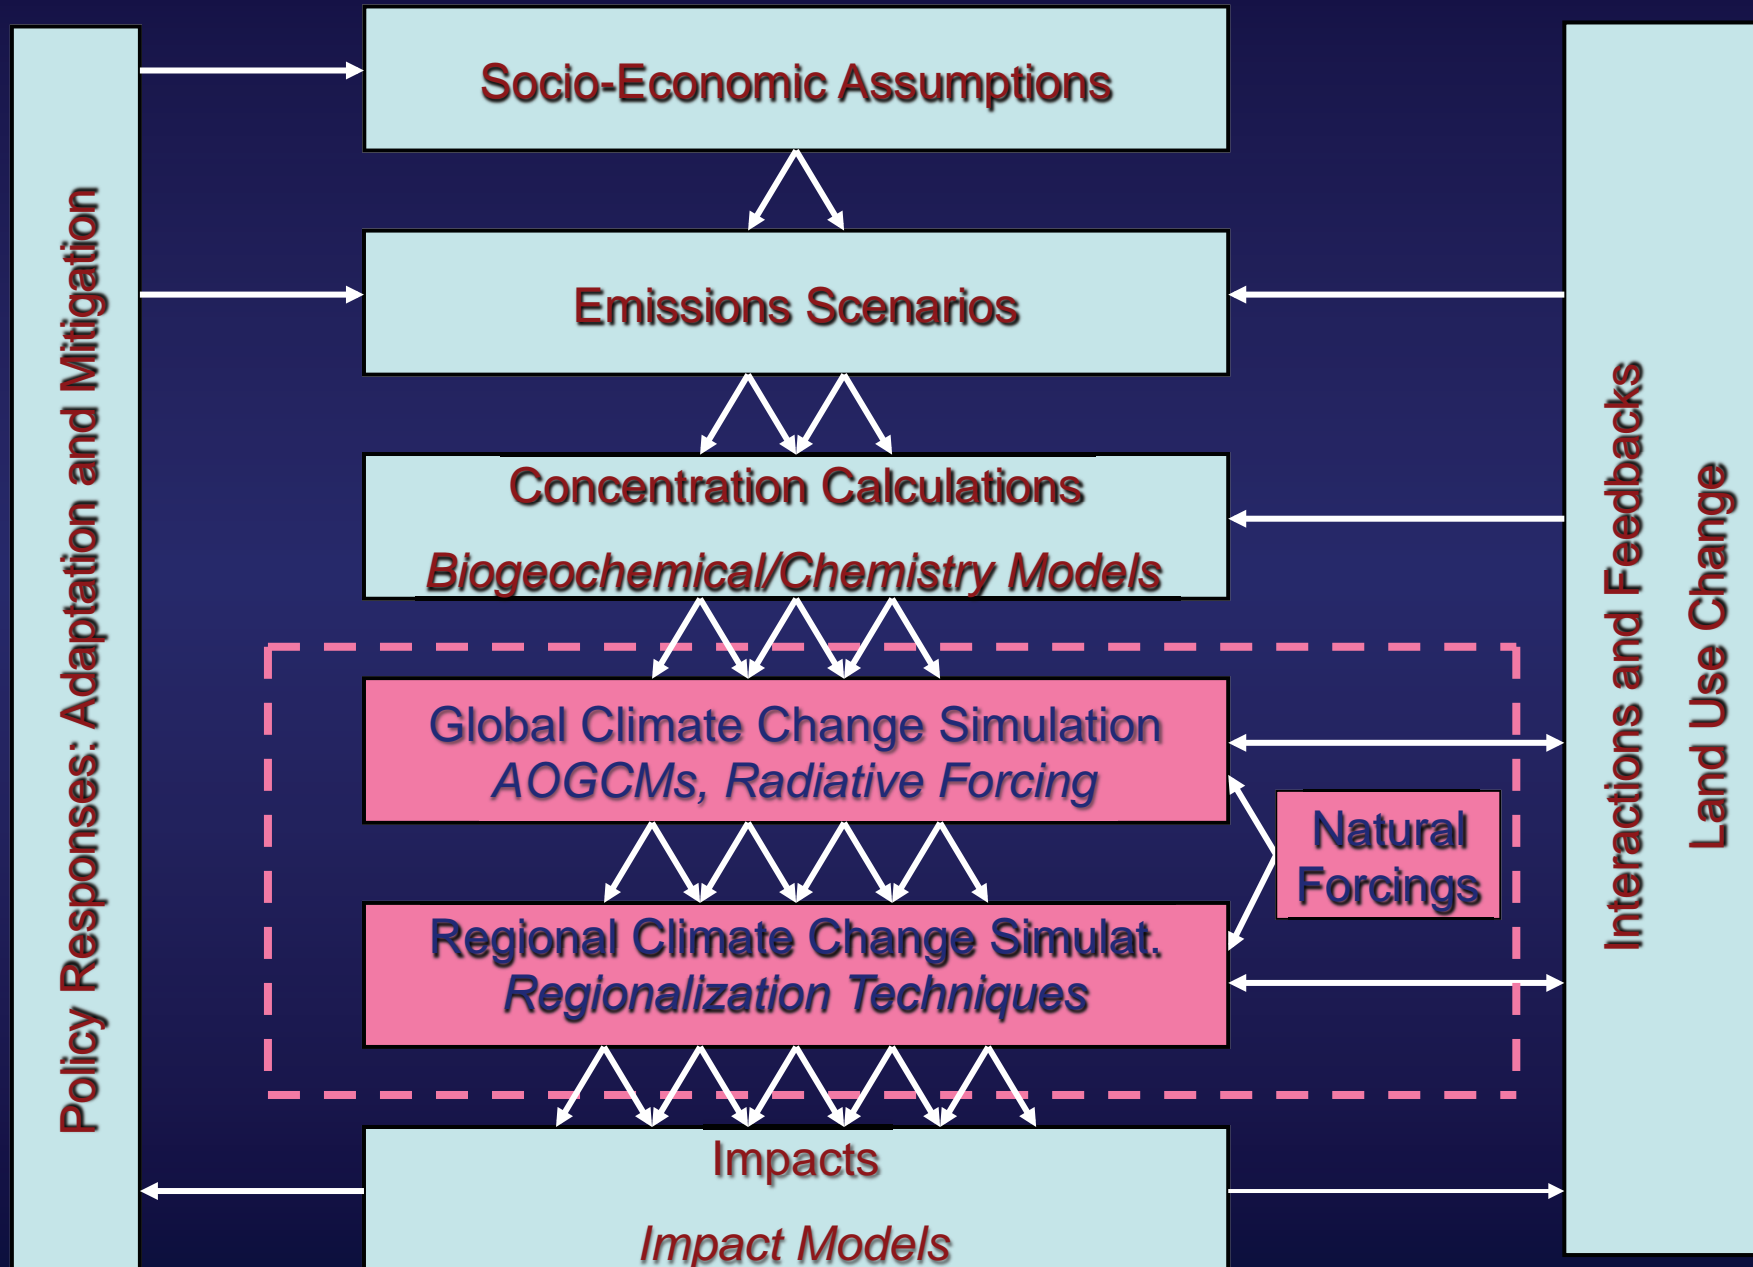 Policy Responses: Adaptation and Mitigation
Socio-Economic Assumptions
Emissions Scenarios
Concentration Calculations
Biogeochemical/Chemistry Models
Global Climate Change Simulation
AOGCMs, Radiative Forcing
Natural
Forcings
Regional Climate Change Simulat.
Regionalization Techniques
Impacts
Impact Models
Interactions and Feedbacks
Land Use Change